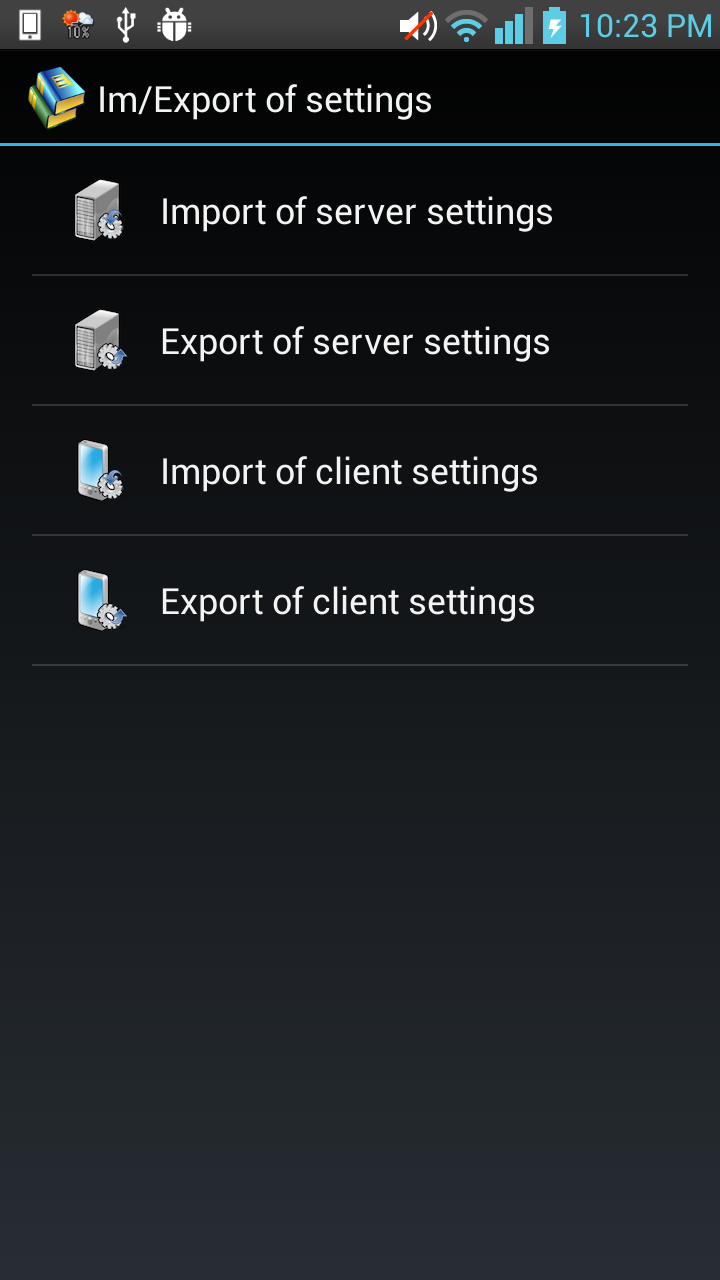 10%
10:23 PM
Im/Export of settings
Import of server settings
Export of server settings
Import of client settings
Export of client settings